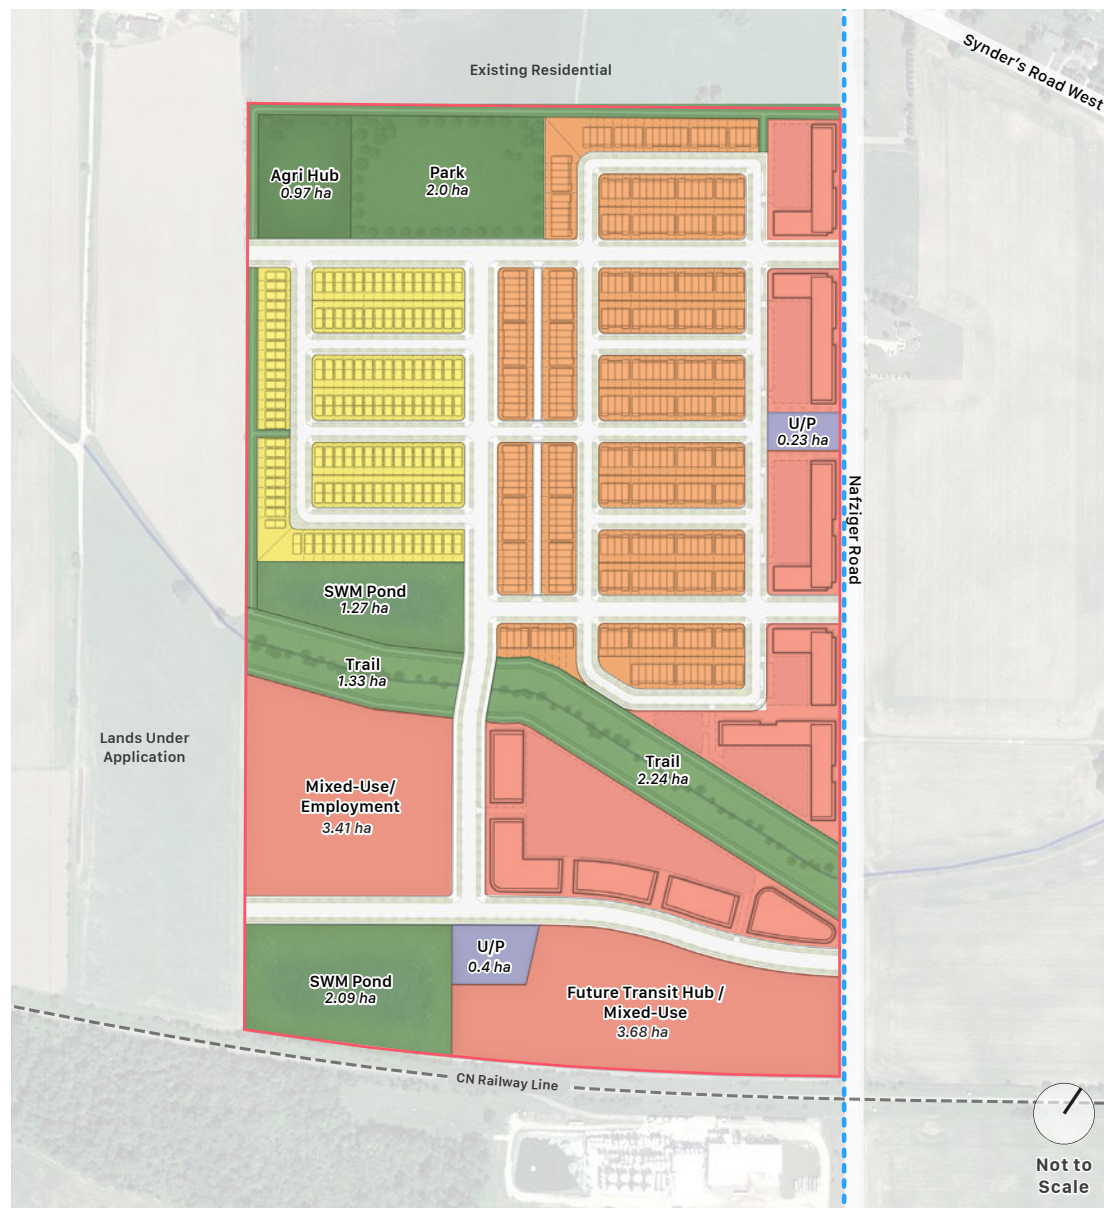 Existing Residential
Synder's Road West
Agri Hub
0.97 ha
Park
2.0 ha
U/P
0.23 ha
Nafziger Road
SWM Pond
1.27 ha
Trail
1.33 ha
Lands Under
Application
Trail
2.24 ha
Mixed-Use/
Employment
3.41 ha
SWM Pond
2.09 ha
U/P
0.4 ha
Future Transit Hub /
Mixed-Use
3.68 ha
CN Railway Line
Not to
Scale